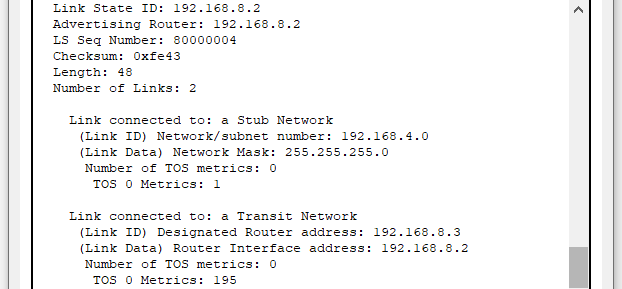 Link State ID: 192.168.8.2
Advertising Router: 192.168.8.2
LS Seq Number: 80000004
Checksum: 0xfe43
Length: 48
Number of Links: 2
Link connected to: a Stub Network
(Link ID) Network/subnet number: 192.168.4.0
(Link Data) Network Mask: 255.255.255.0
Number of TOS metrics: 0
TOS 0 Metrics: 1
Link connected to: a Transit Network
(Link ID) Designated Router address: 192.168.8.3
(Link Data) Router Interface address: 192.168.8.2
Number of TOS metrics: 0
TOS 0 Metrics: 195